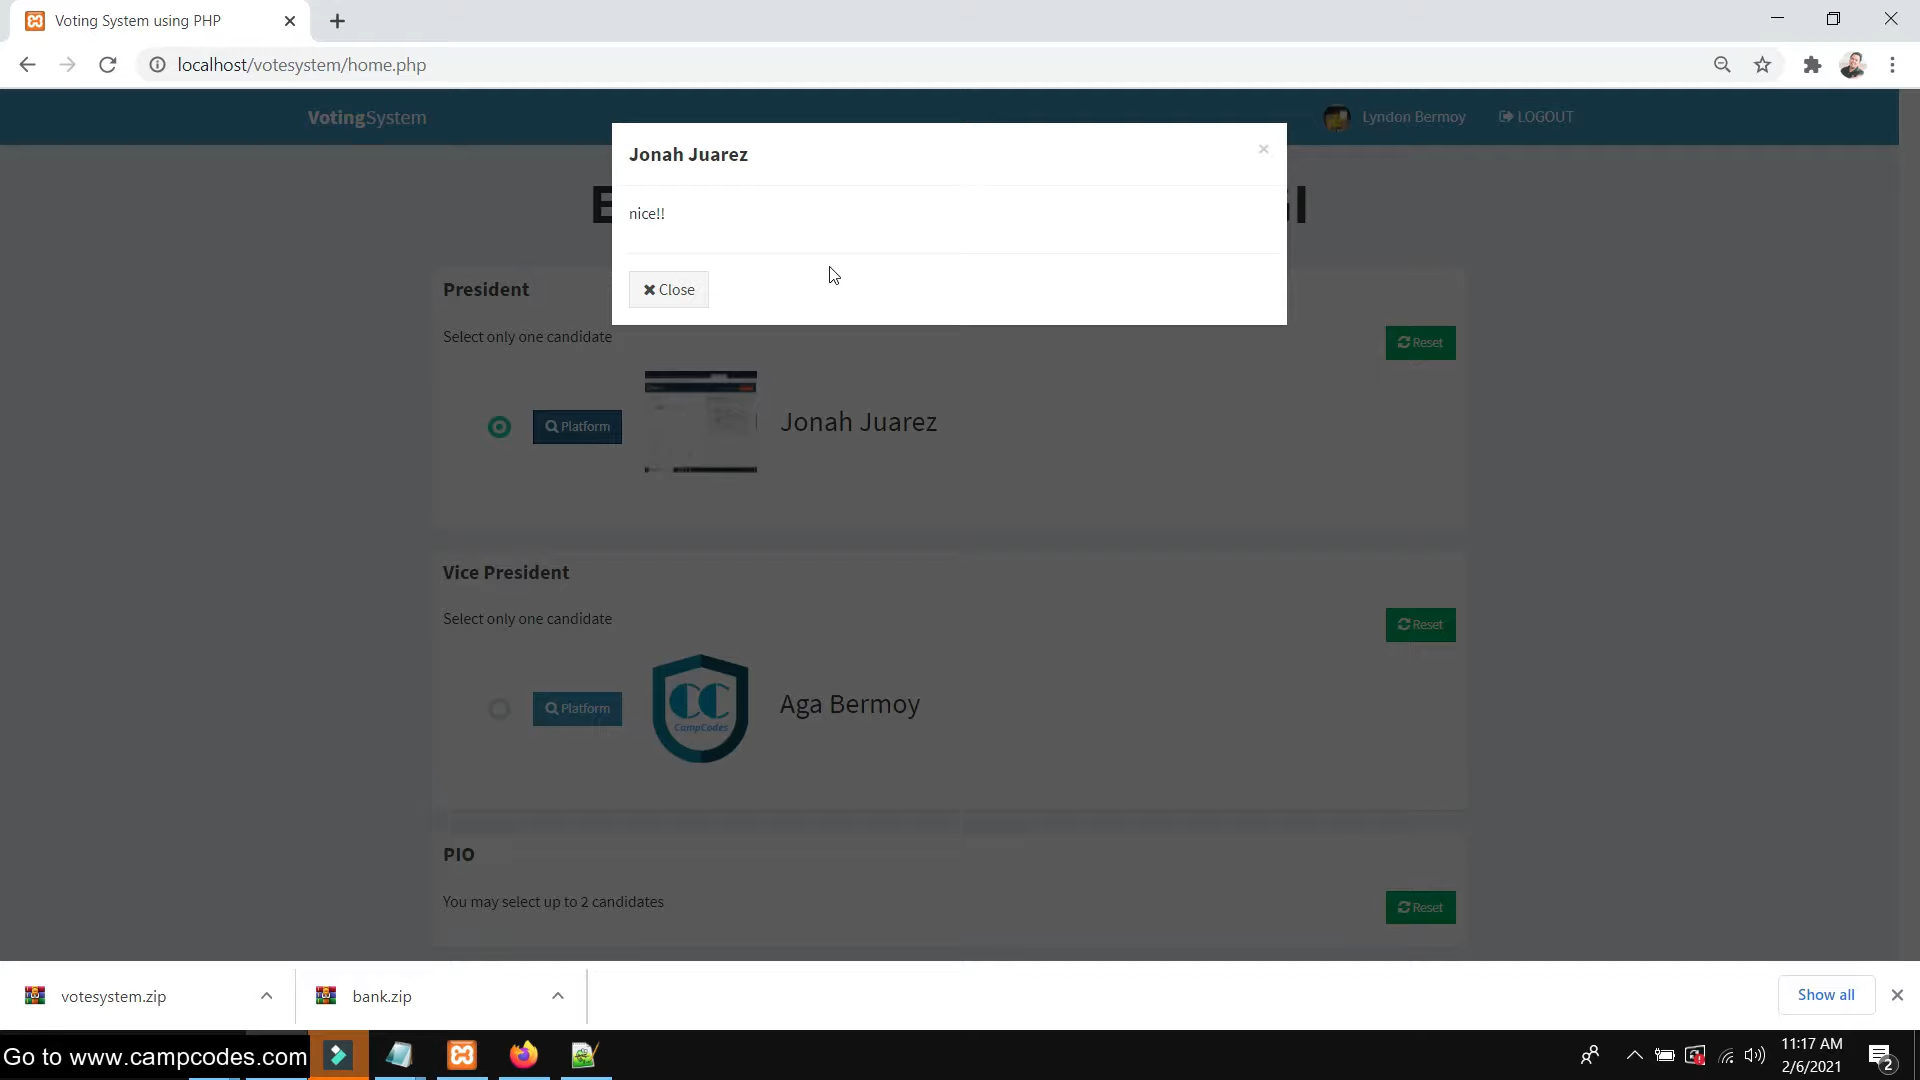 Voting System using PHP
localhost/votesystem/home.php
VotingSystem
Lyndon Bermoy
LOGOUT
Jonah Juarez
nice!!
Close
President
Select only one candidate
Reset
Platform
Jonah Juarez
Vice President
Select only one candidate
Reset
Platform
CampCodes
Aga Bermoy
PIO
You may select up to 2 candidates
Reset
votesystem.zip
bank.zip
Show all
Go to www.campcodes.com
11:17 AM
2/6/2021
2